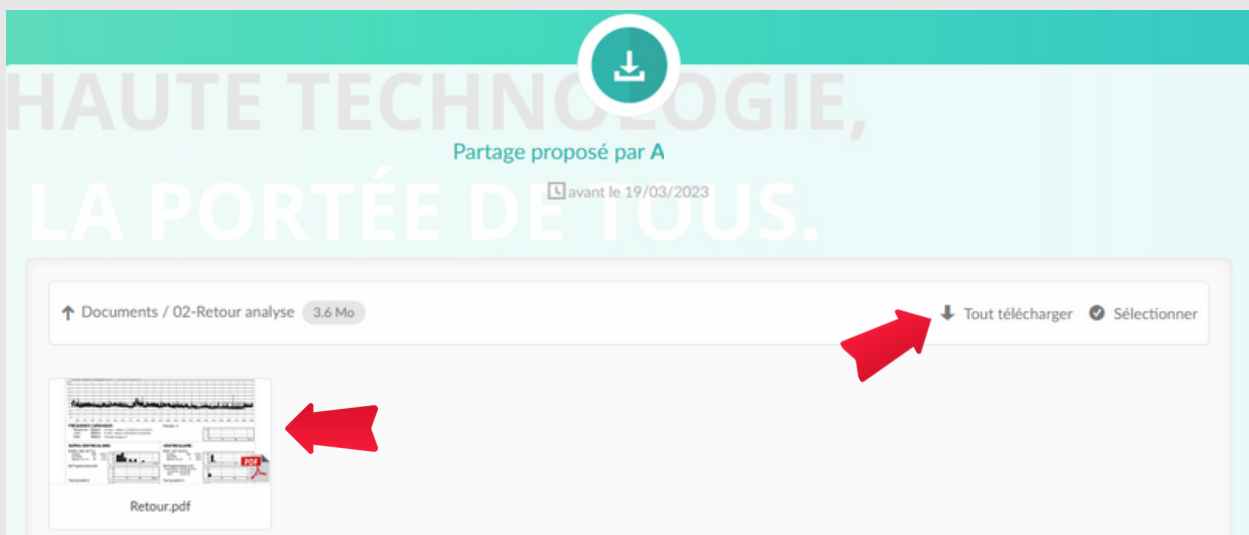 HAUTE TECHNOLOGIE,
LA PORTÉE DE TOUS.
Partage proposé par A
avant le 19/03/2023
Documents / 02-Retour analyse 3.6 Mo
Tout télécharger Sélectionner
PDF
Retour.pdf